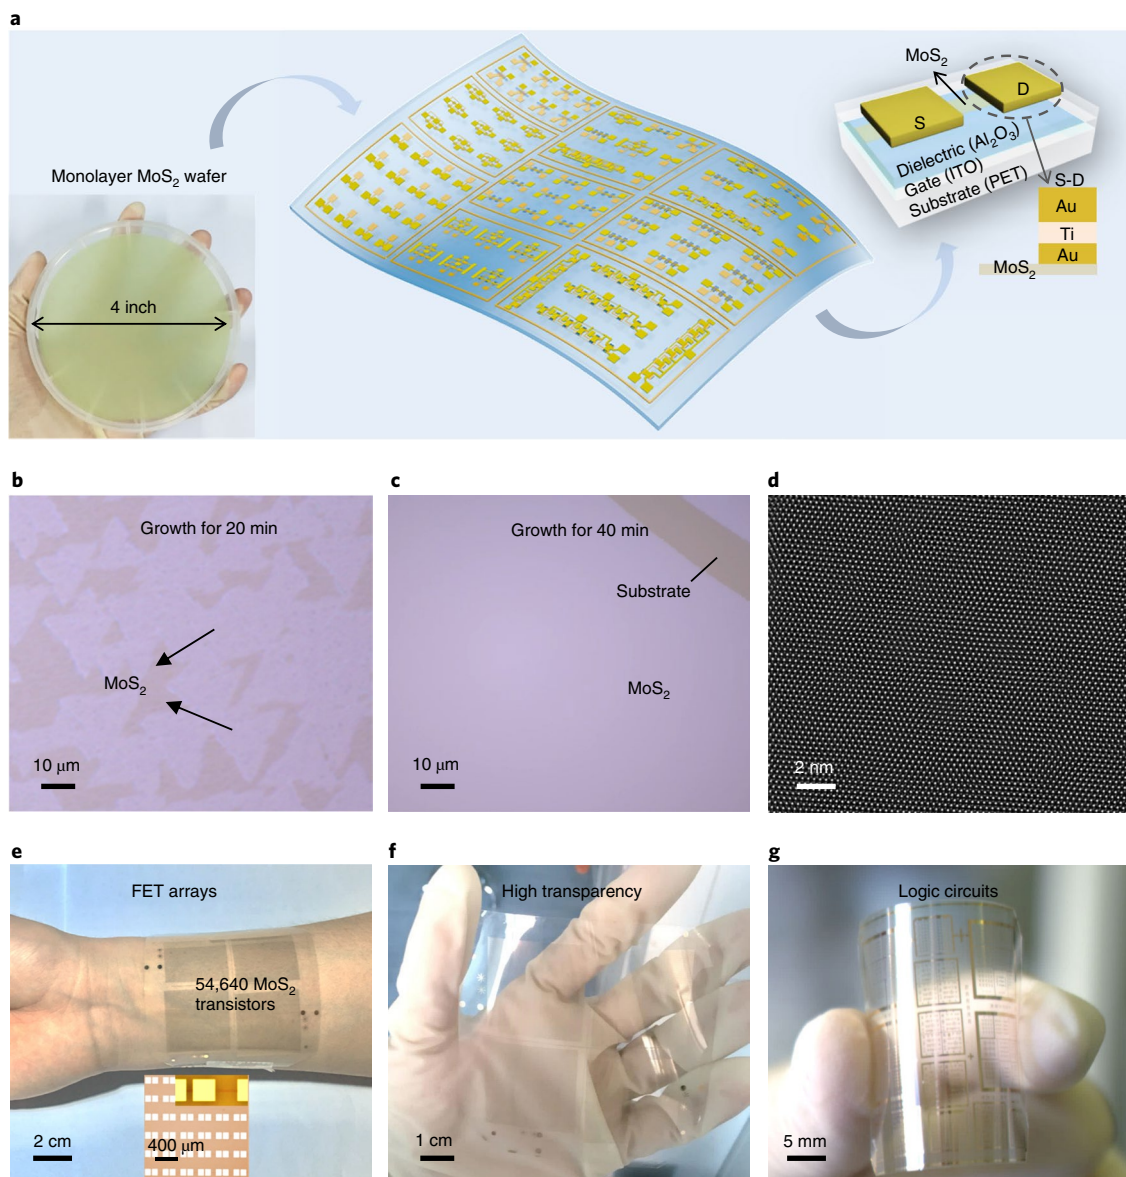 a
Monolayer MoS₂ wafer
4 inch
MoS₂
S
D
Dielectric (Al₂O₃)
Gate (ITO)
Substrate (PET)
S-D
Au
Ti
Au
MoS₂
b
Growth for 20 min
MoS₂
10 μm
c
Growth for 40 min
Substrate
MoS₂
10 μm
d
2 nm
e
FET arrays
54,640 MoS₂
transistors
2 cm
400 μm
f
High transparency
1 cm
g
Logic circuits
5 mm